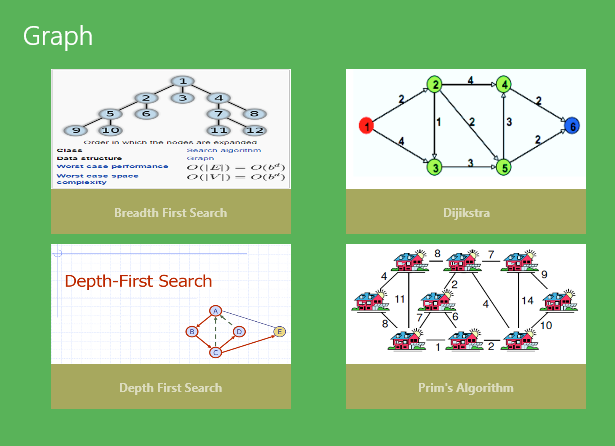 Graph
1
2 3 4
5 6 7 8
9 10 11 12
Order in which the nodes are expanded
Class Search algorithm
Data structure Graph
Worst case performance O(|E|) = O(b^d)
Worst case space complexity O(|V|) = O(b^d)
Breadth First Search
2 4 4
2 2
1 1 2 3 6
4 2
3 3 5
Dijikstra
Depth-First Search
A
B D E
C
Depth First Search
8 7
4 2 9
11 4 14
8 7 6 10
1 2
Prim's Algorithm